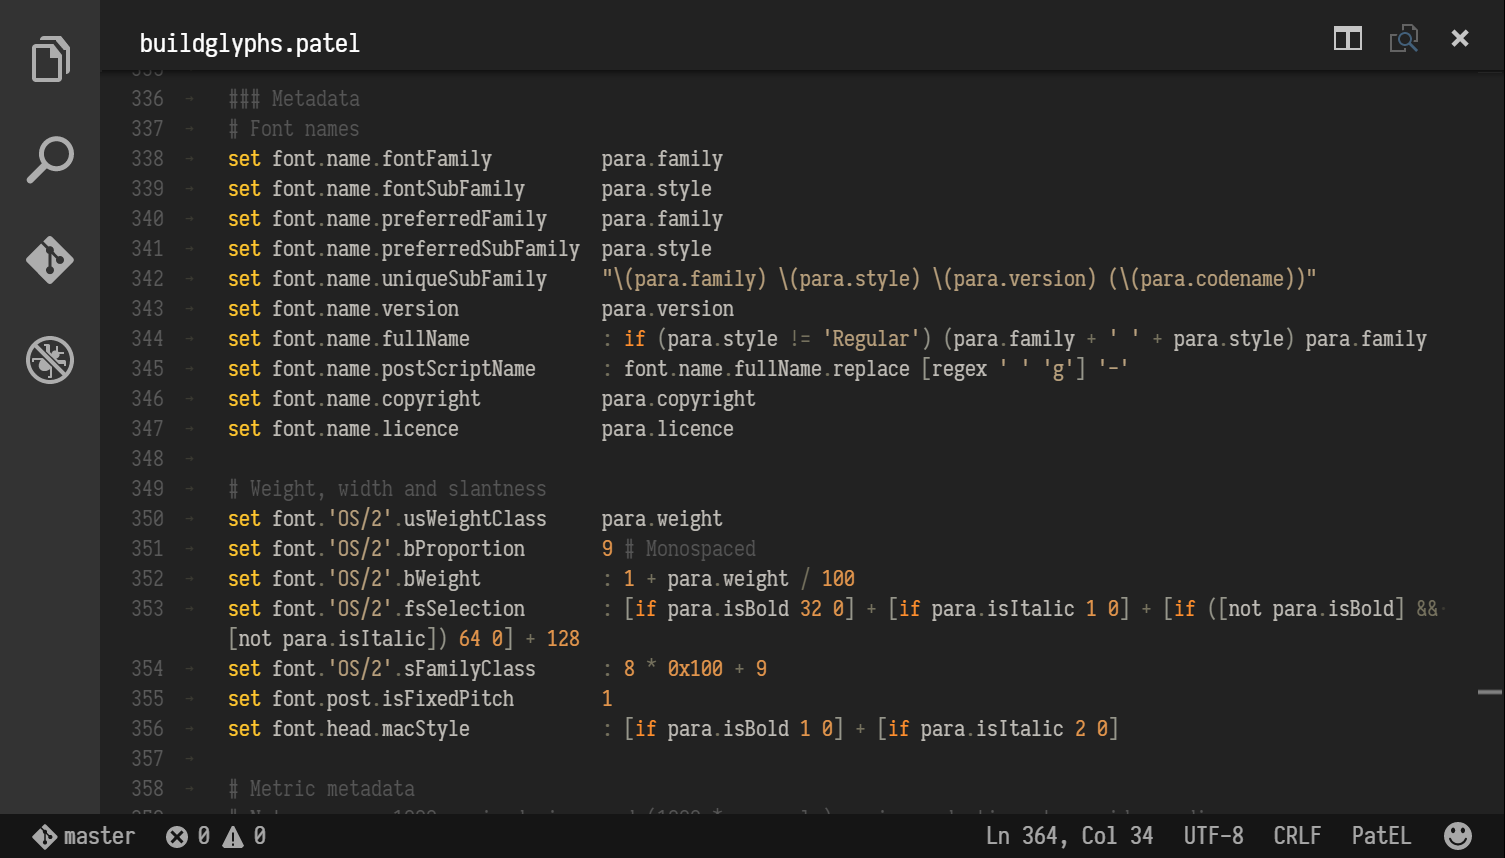 buildglyphs.patel
336 ### Metadata
337 # Font names
338 set font.name.fontFamily para.family
339 set font.name.fontSubFamily para.style
340 set font.name.preferredFamily para.family
341 set font.name.preferredSubFamily para.style
342 set font.name.uniqueSubFamily "\(para.family) \(para.style) \(para.version) (\(para.codename))"
343 set font.name.version para.version
344 set font.name.fullName : if (para.style != 'Regular') (para.family + ' ' + para.style) para.family
345 set font.name.postScriptName : font.name.fullName.replace [regex ' ' 'g'] '-'
346 set font.name.copyright para.copyright
347 set font.name.licence para.licence
348
349 # Weight, width and slantness
350 set font.'OS/2'.usWeightClass para.weight
351 set font.'OS/2'.bProportion 9 # Monospaced
352 set font.'OS/2'.bWeight : 1 + para.weight / 100
353 set font.'OS/2'.fsSelection : [if para.isBold 32 0] + [if para.isItalic 1 0] + [if ([not para.isBold] &&
[not para.isItalic]) 64 0] + 128
354 set font.'OS/2'.sFamilyClass : 8 * 0x100 + 9
355 set font.post.isFixedPitch 1
356 set font.head.macStyle : [if para.isBold 1 0] + [if para.isItalic 2 0]
357
358 # Metric metadata
master 0 0 Ln 364, Col 34 UTF-8 CRLF PatEL